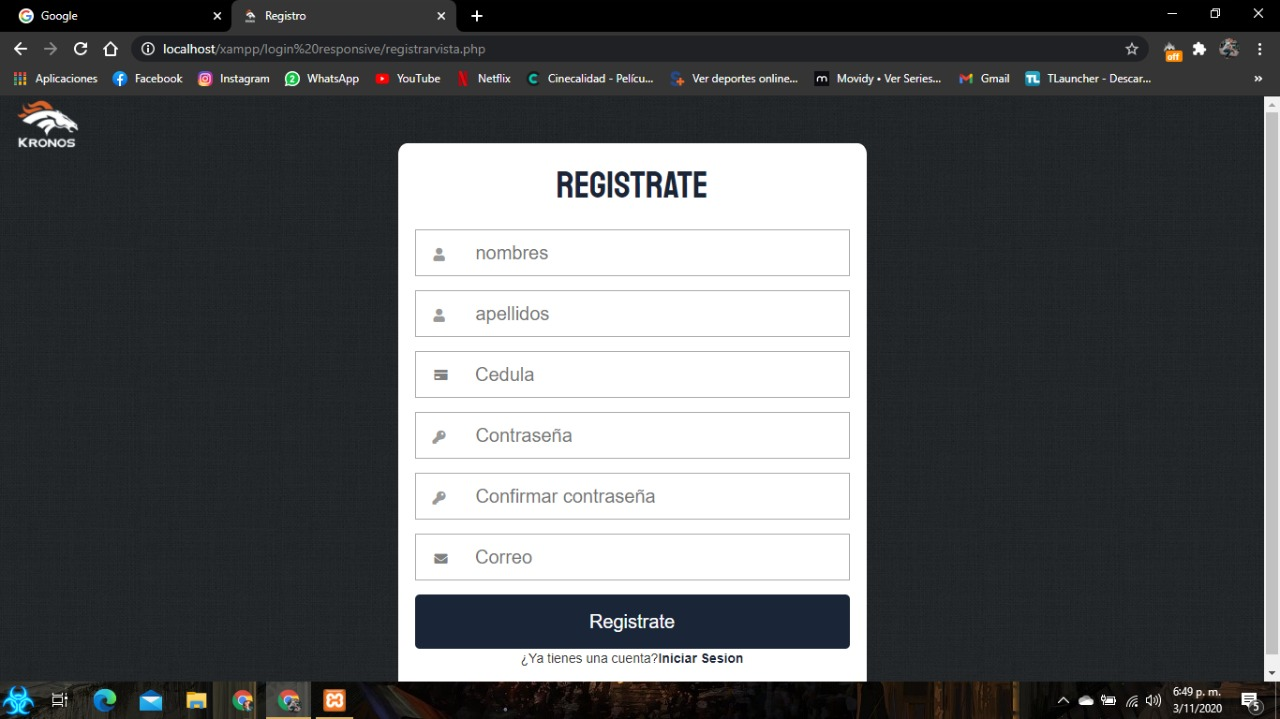 Google
Registro
localhost/xampp/login%20responsive/registrarvista.php
off
Aplicaciones Facebook Instagram WhatsApp YouTube Netflix Cinecalidad - Pelícu... Ver deportes online... Movidy • Ver Series... Gmail TLauncher - Descar... »
KRONOS
REGISTRATE
nombres
apellidos
Cedula
Contraseña
Confirmar contraseña
Correo
Registrate
¿Ya tienes una cuenta?Iniciar Sesion
6:49 p. m.
3/11/2020
5